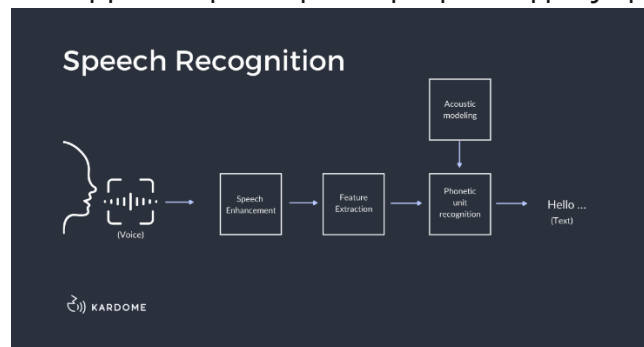 Speech Recognition
Acoustic
modeling
Speech
Enhancement
Feature
Extraction
Phonetic
unit
recognition
Hello ...
(Text)
(Voice)
KARDOME